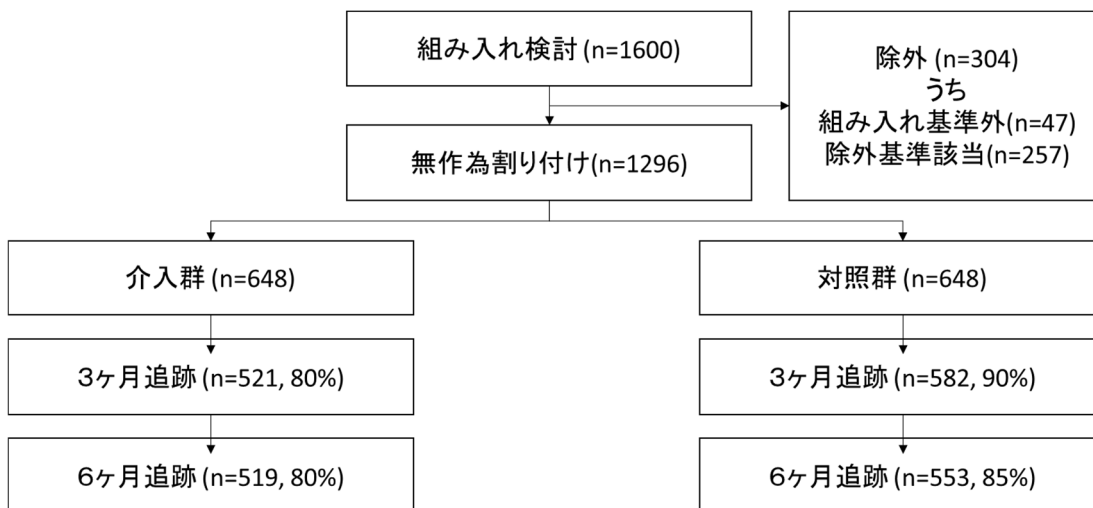 組み入れ検討 (n=1600)
除外 (n=304)
うち
組み入れ基準外(n=47)
除外基準該当(n=257)
無作為割り付け(n=1296)
介入群 (n=648)
対照群 (n=648)
３ヶ月追跡 (n=521, 80%)
３ヶ月追跡 (n=582, 90%)
６ヶ月追跡 (n=519, 80%)
６ヶ月追跡 (n=553, 85%)